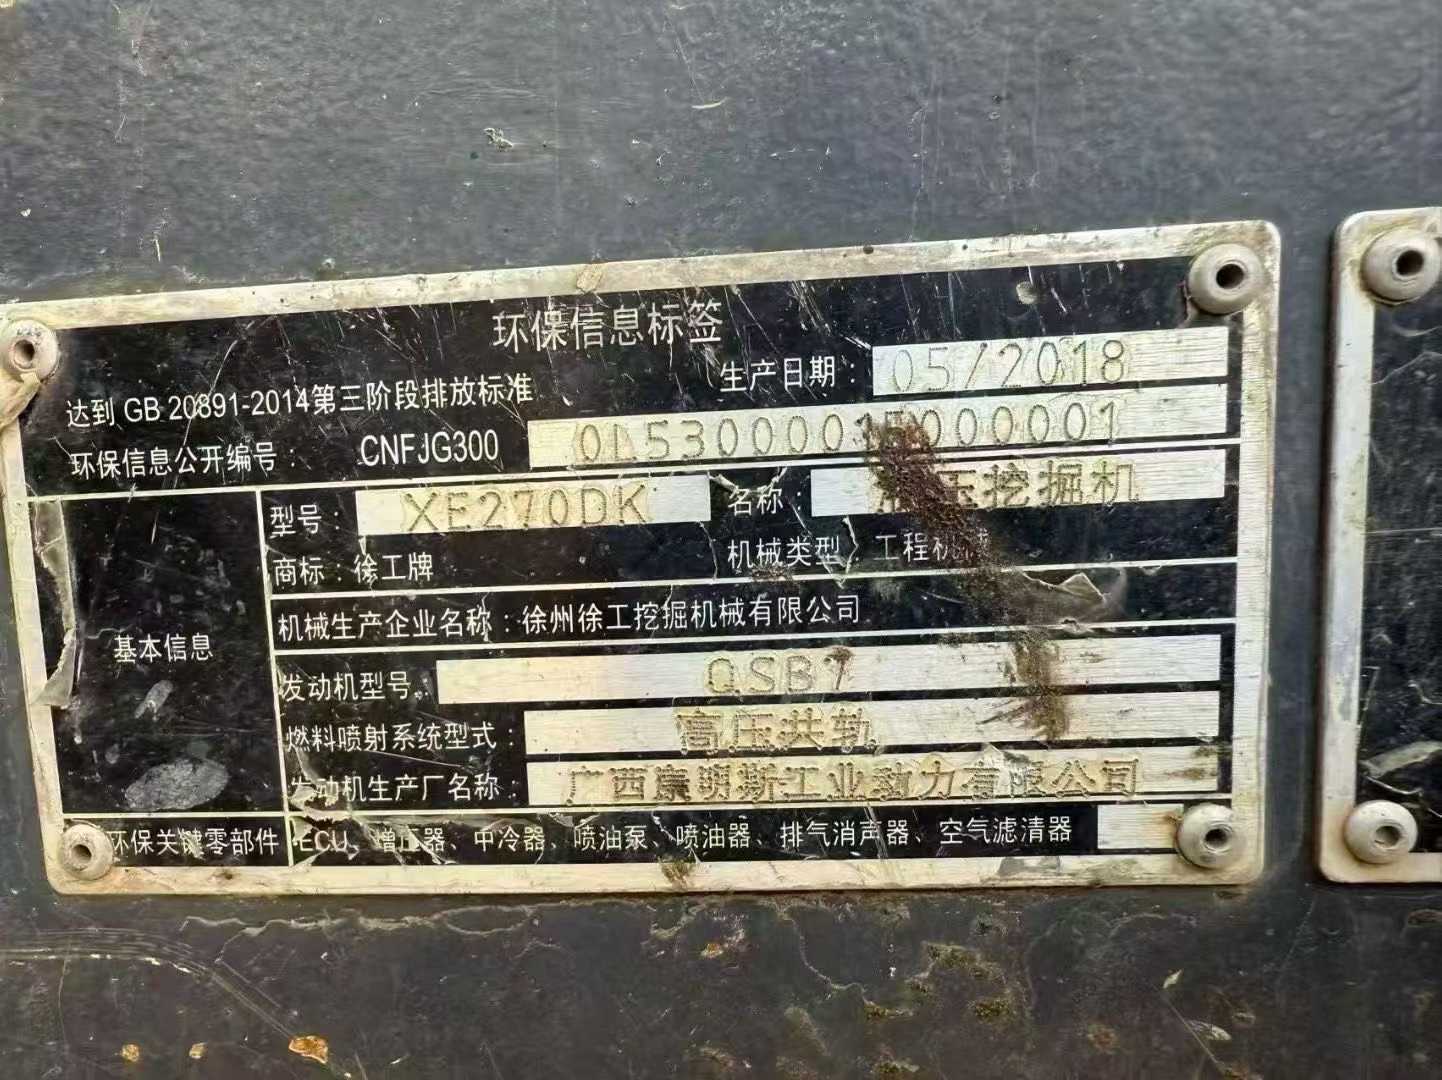 环保信息标签
达到 GB 20891-2014第三阶段排放标准 生产日期：05/2018
环保信息公开编号： CNFJG300
基本信息
型号：XE270DK 名称：液压挖掘机
商标：徐工牌 机械类型：工程机械
机械生产企业名称：徐州徐工挖掘机械有限公司
发动机型号：QSB7
燃料喷射系统型式：高压共轨
发动机生产厂名称：广西康明斯工业动力有限公司
环保关键零部件 ECU、增压器、中冷器、喷油泵、喷油器、排气消声器、空气滤清器